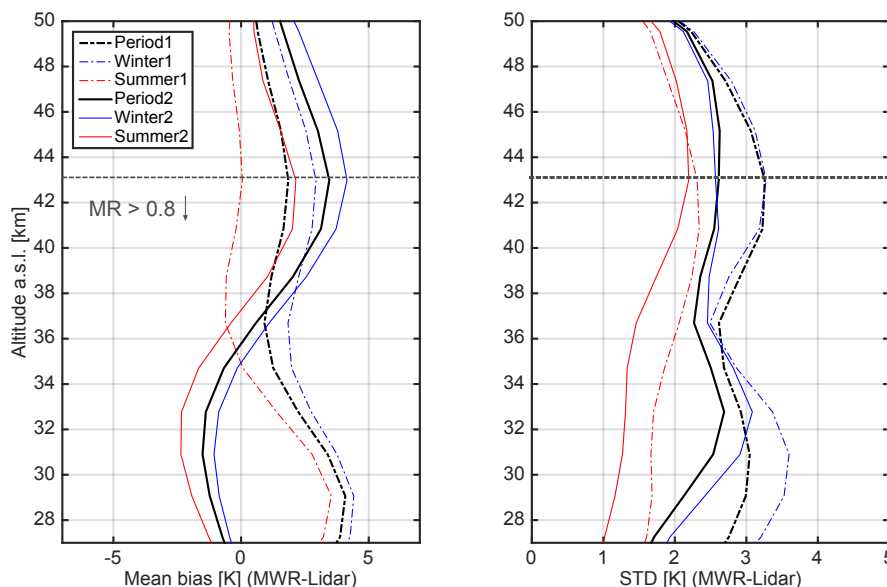 50
48
46
44
42
40
38
36
34
32
30
28
Altitude a.s.l. [km]
Period1
Winter1
Summer1
Period2
Winter2
Summer2
MR > 0.8 ↓
-5 0 5
Mean bias [K] (MWR-Lidar)
50
48
46
44
42
40
38
36
34
32
30
28
0 1 2 3 4 5
STD [K] (MWR-Lidar)